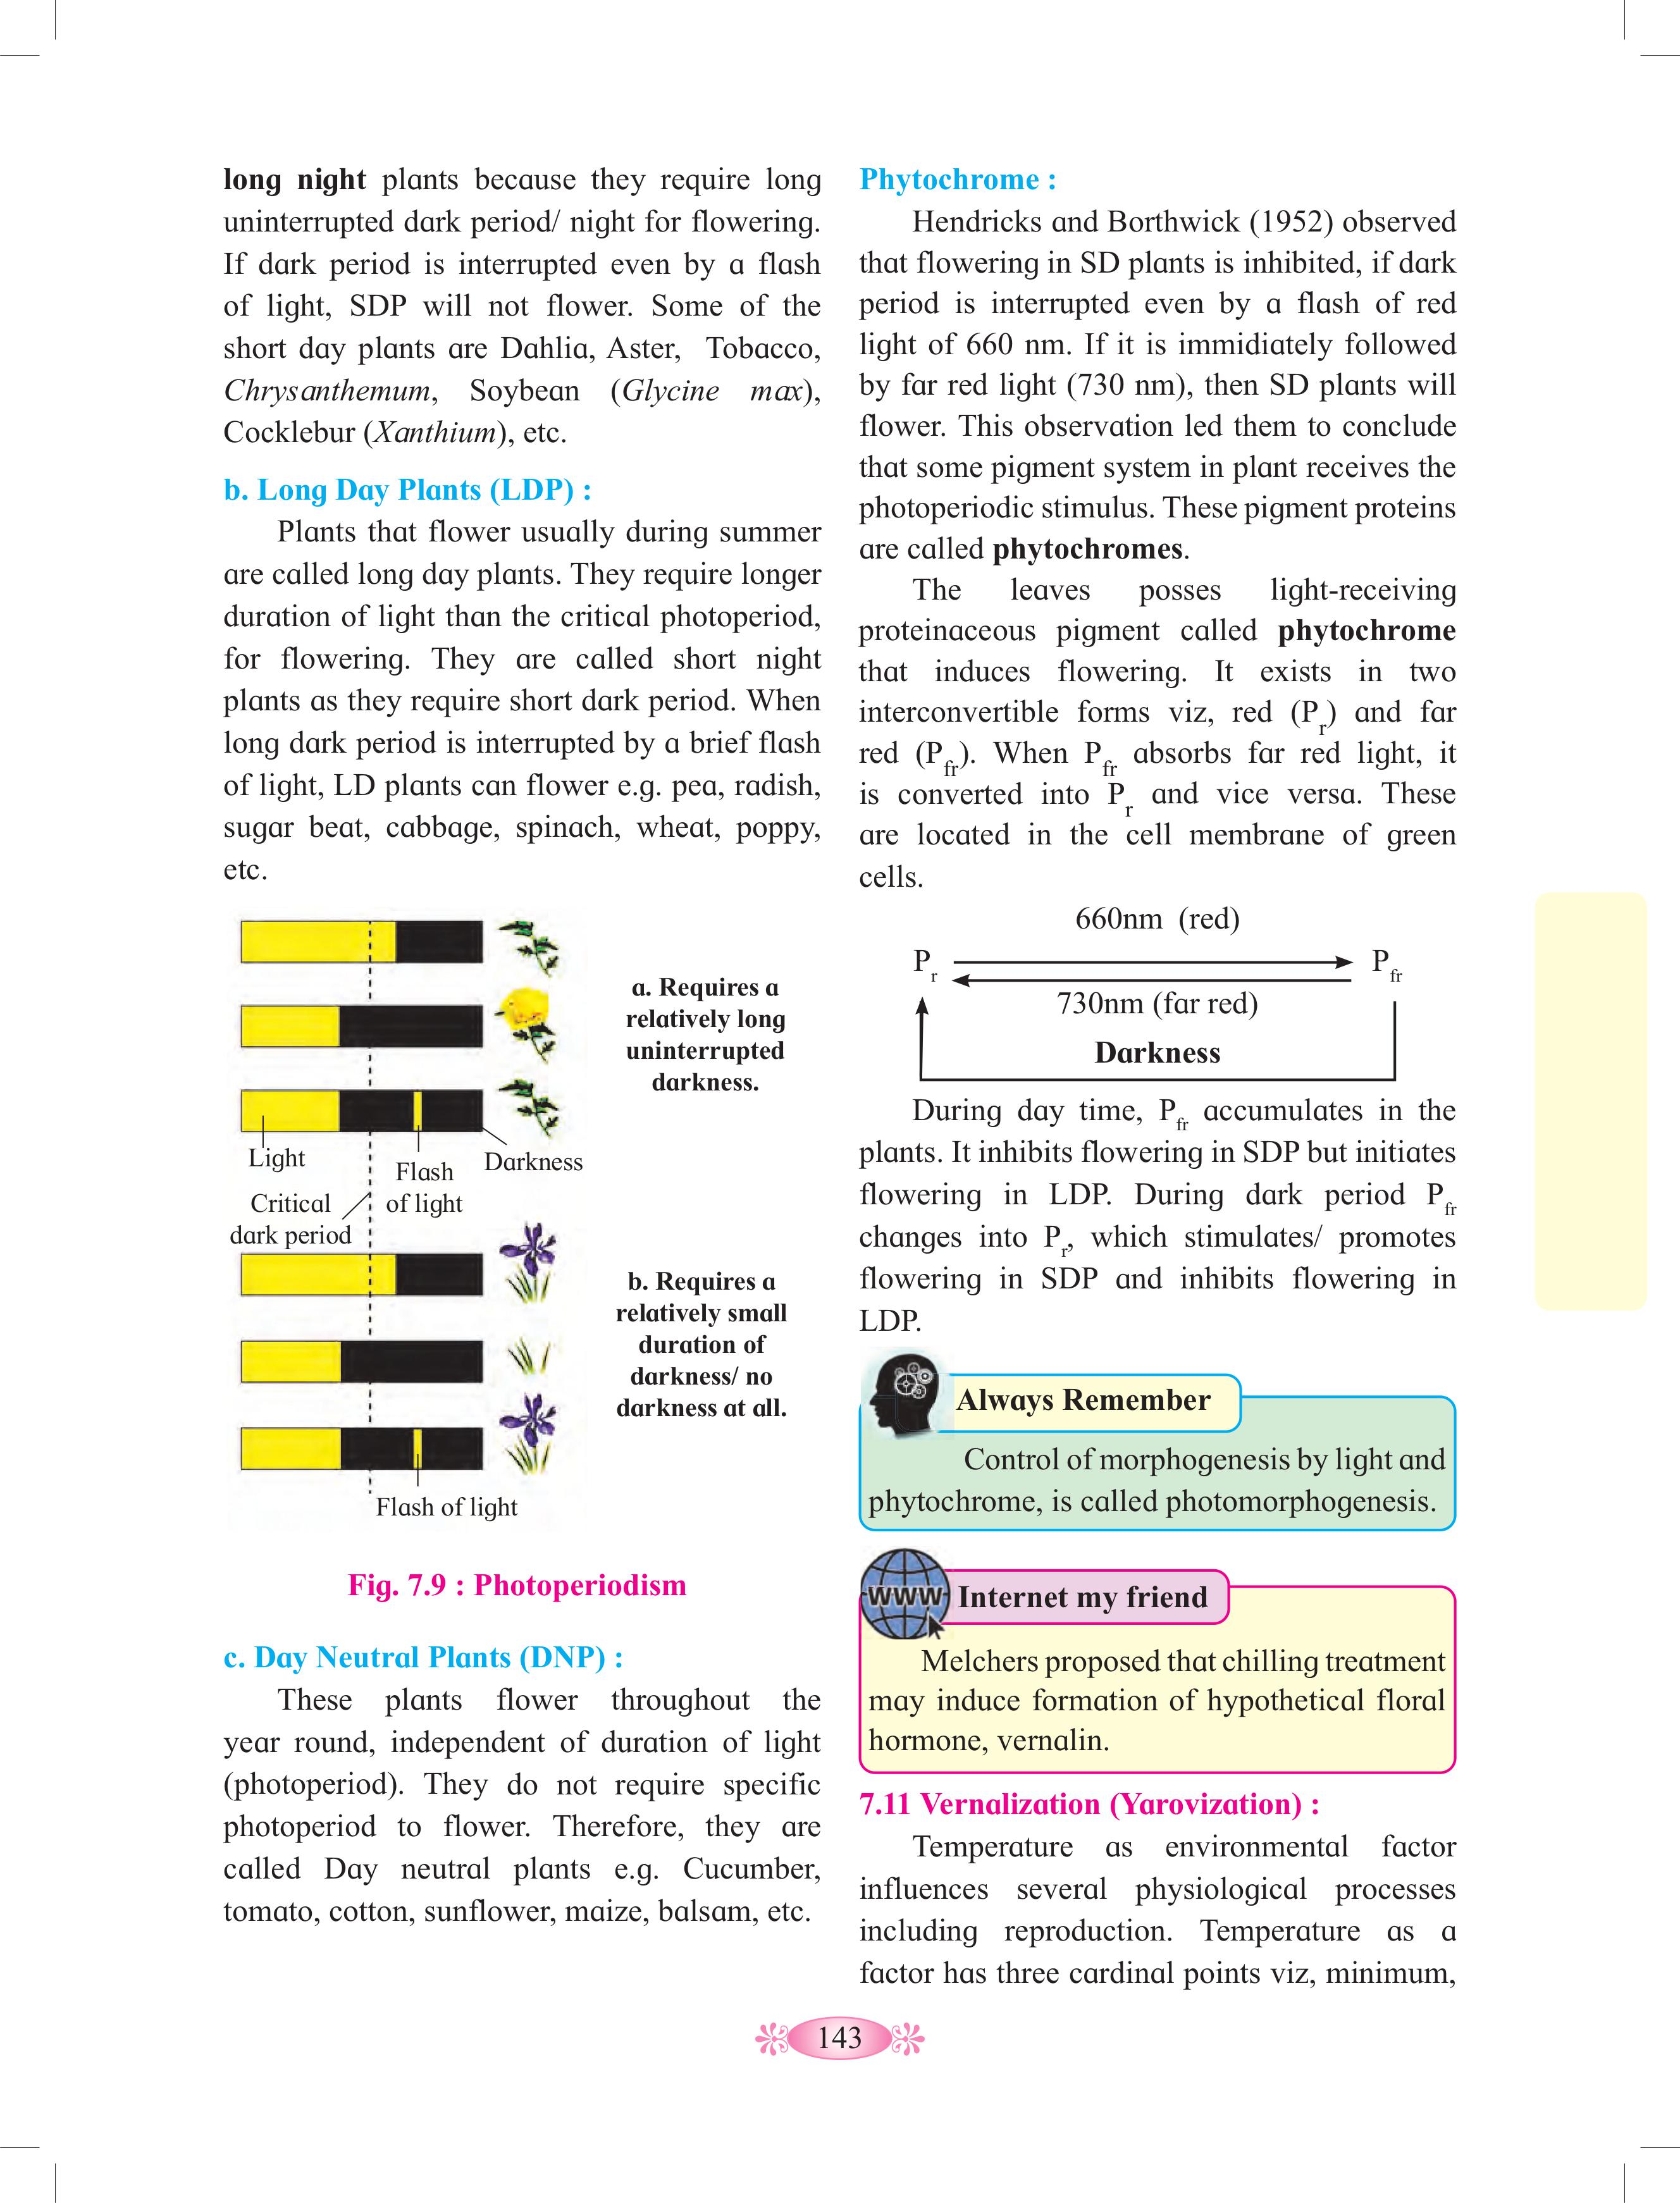 long night plants because they require long
uninterrupted dark period/ night for flowering.
If dark period is interrupted even by a flash
of light, SDP will not flower. Some of the
short day plants are Dahlia, Aster, Tobacco,
Chrysanthemum, Soybean (Glycine max),
Cocklebur (Xanthium), etc.
b. Long Day Plants (LDP) :
Plants that flower usually during summer
are called long day plants. They require longer
duration of light than the critical photoperiod,
for flowering. They are called short night
plants as they require short dark period. When
long dark period is interrupted by a brief flash
of light, LD plants can flower e.g. pea, radish,
sugar beat, cabbage, spinach, wheat, poppy,
etc.
a. Requires a
relatively long
uninterrupted
darkness.
Light
Flash
of light
Darkness
Critical
dark period
b. Requires a
relatively small
duration of
darkness/ no
darkness at all.
Flash of light
Fig. 7.9 : Photoperiodism
c. Day Neutral Plants (DNP) :
These plants flower throughout the
year round, independent of duration of light
(photoperiod). They do not require specific
photoperiod to flower. Therefore, they are
called Day neutral plants e.g. Cucumber,
tomato, cotton, sunflower, maize, balsam, etc.
Phytochrome :
Hendricks and Borthwick (1952) observed
that flowering in SD plants is inhibited, if dark
period is interrupted even by a flash of red
light of 660 nm. If it is immidiately followed
by far red light (730 nm), then SD plants will
flower. This observation led them to conclude
that some pigment system in plant receives the
photoperiodic stimulus. These pigment proteins
are called phytochromes.
The leaves posses light-receiving
proteinaceous pigment called phytochrome
that induces flowering. It exists in two
interconvertible forms viz, red (Pr) and far
red (Pfr). When Pfr absorbs far red light, it
is converted into Pr and vice versa. These
are located in the cell membrane of green
cells.
660nm (red)
Pr Pfr
730nm (far red)
Darkness
During day time, Pfr accumulates in the
plants. It inhibits flowering in SDP but initiates
flowering in LDP. During dark period Pfr
changes into Pr, which stimulates/ promotes
flowering in SDP and inhibits flowering in
LDP.
Always Remember
Control of morphogenesis by light and
phytochrome, is called photomorphogenesis.
WWW
Internet my friend
Melchers proposed that chilling treatment
may induce formation of hypothetical floral
hormone, vernalin.
7.11 Vernalization (Yarovization) :
Temperature as environmental factor
influences several physiological processes
including reproduction. Temperature as a
factor has three cardinal points viz, minimum,
143